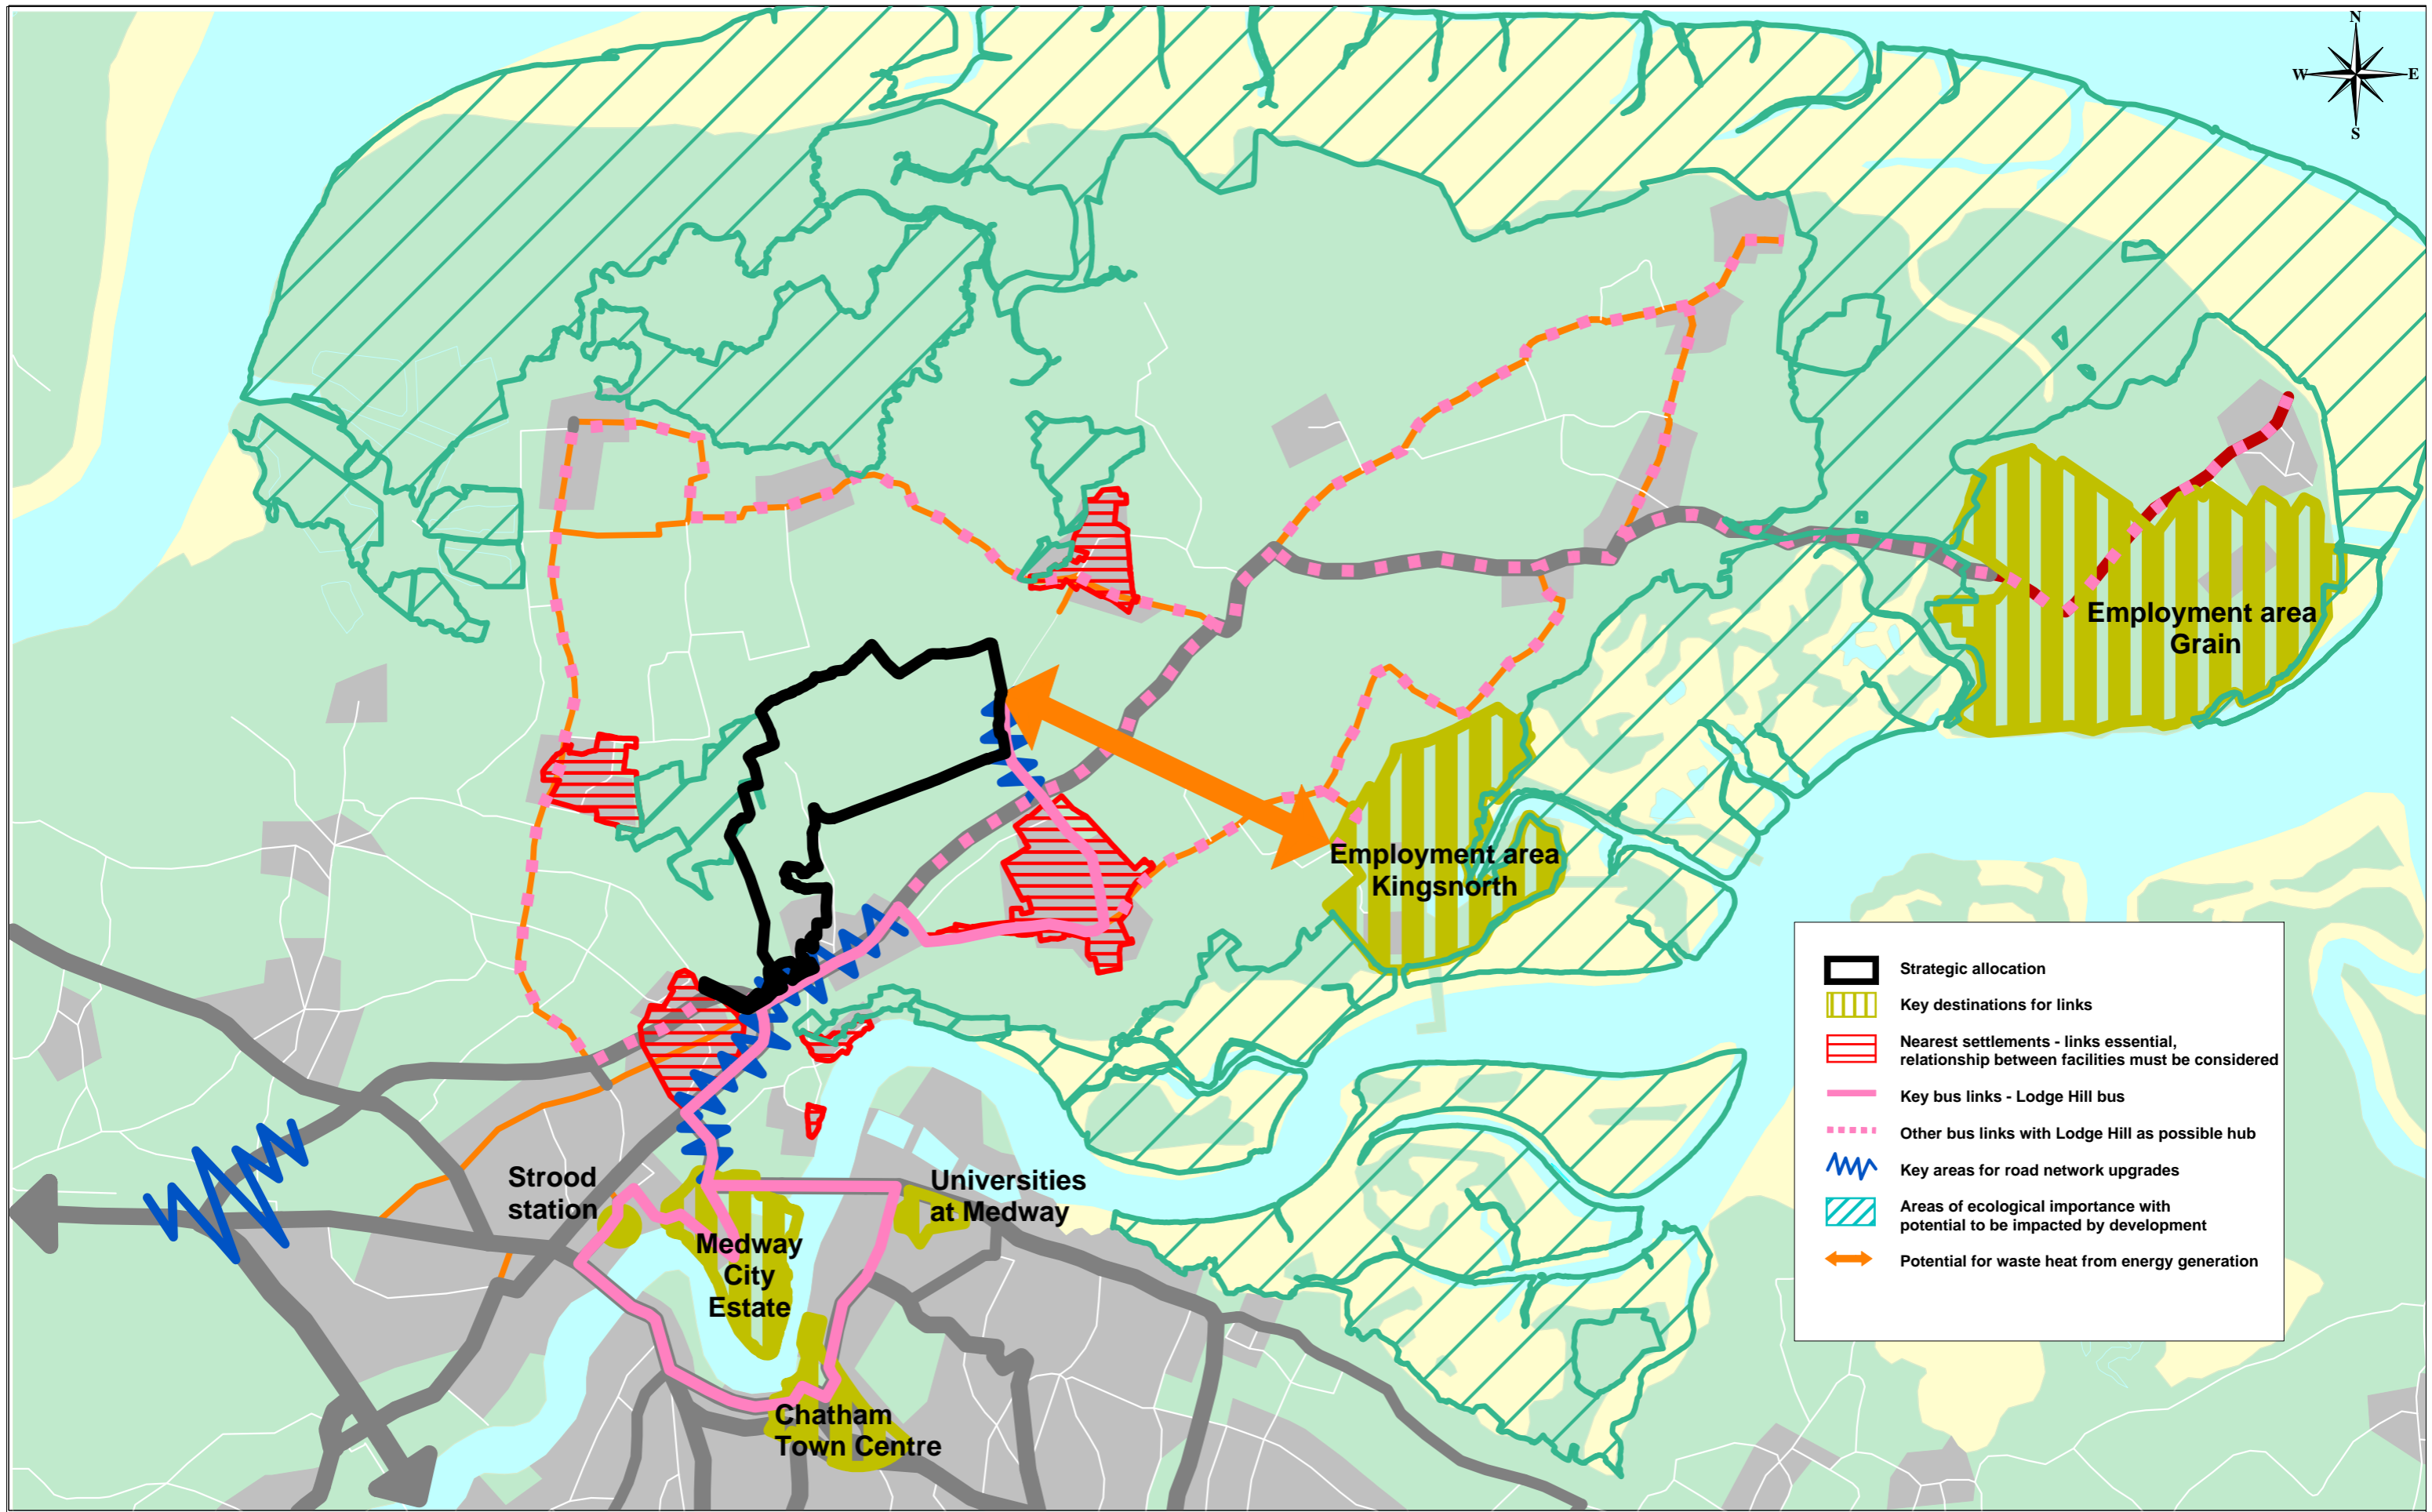 N
W
E
S
Employment area
Grain
Employment area
Kingsnorth
Strood
station
Universities
at Medway
Medway
City
Estate
Chatham
Town Centre
Strategic allocation
Key destinations for links
Nearest settlements - links essential,
relationship between facilities must be considered
Key bus links - Lodge Hill bus
Other bus links with Lodge Hill as possible hub
Key areas for road network upgrades
Areas of ecological importance with
potential to be impacted by development
Potential for waste heat from energy generation